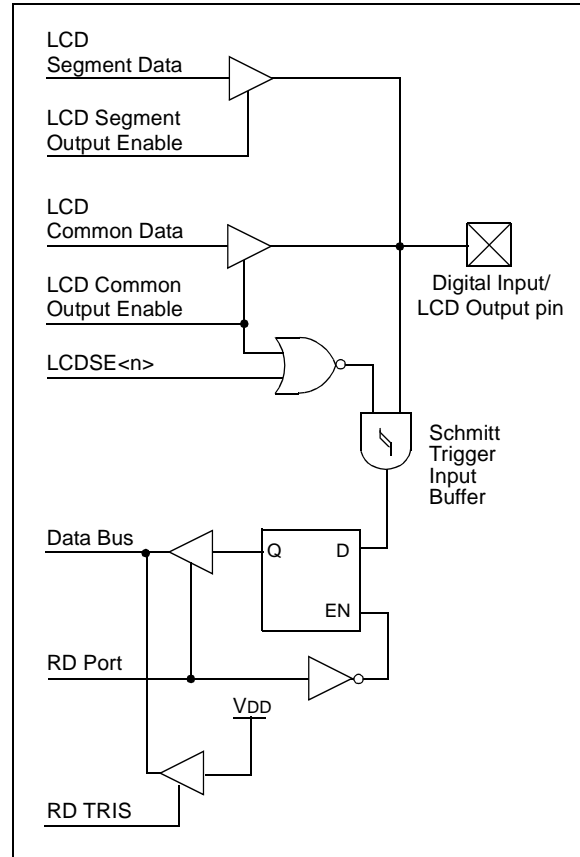 LCD
Segment Data
LCD Segment
Output Enable
LCD
Common Data
LCD Common
Output Enable
Digital Input/
LCD Output pin
LCDSE<n>
Schmitt
Trigger
Input
Buffer
Data Bus
Q
D
EN
RD Port
VDD
RD TRIS